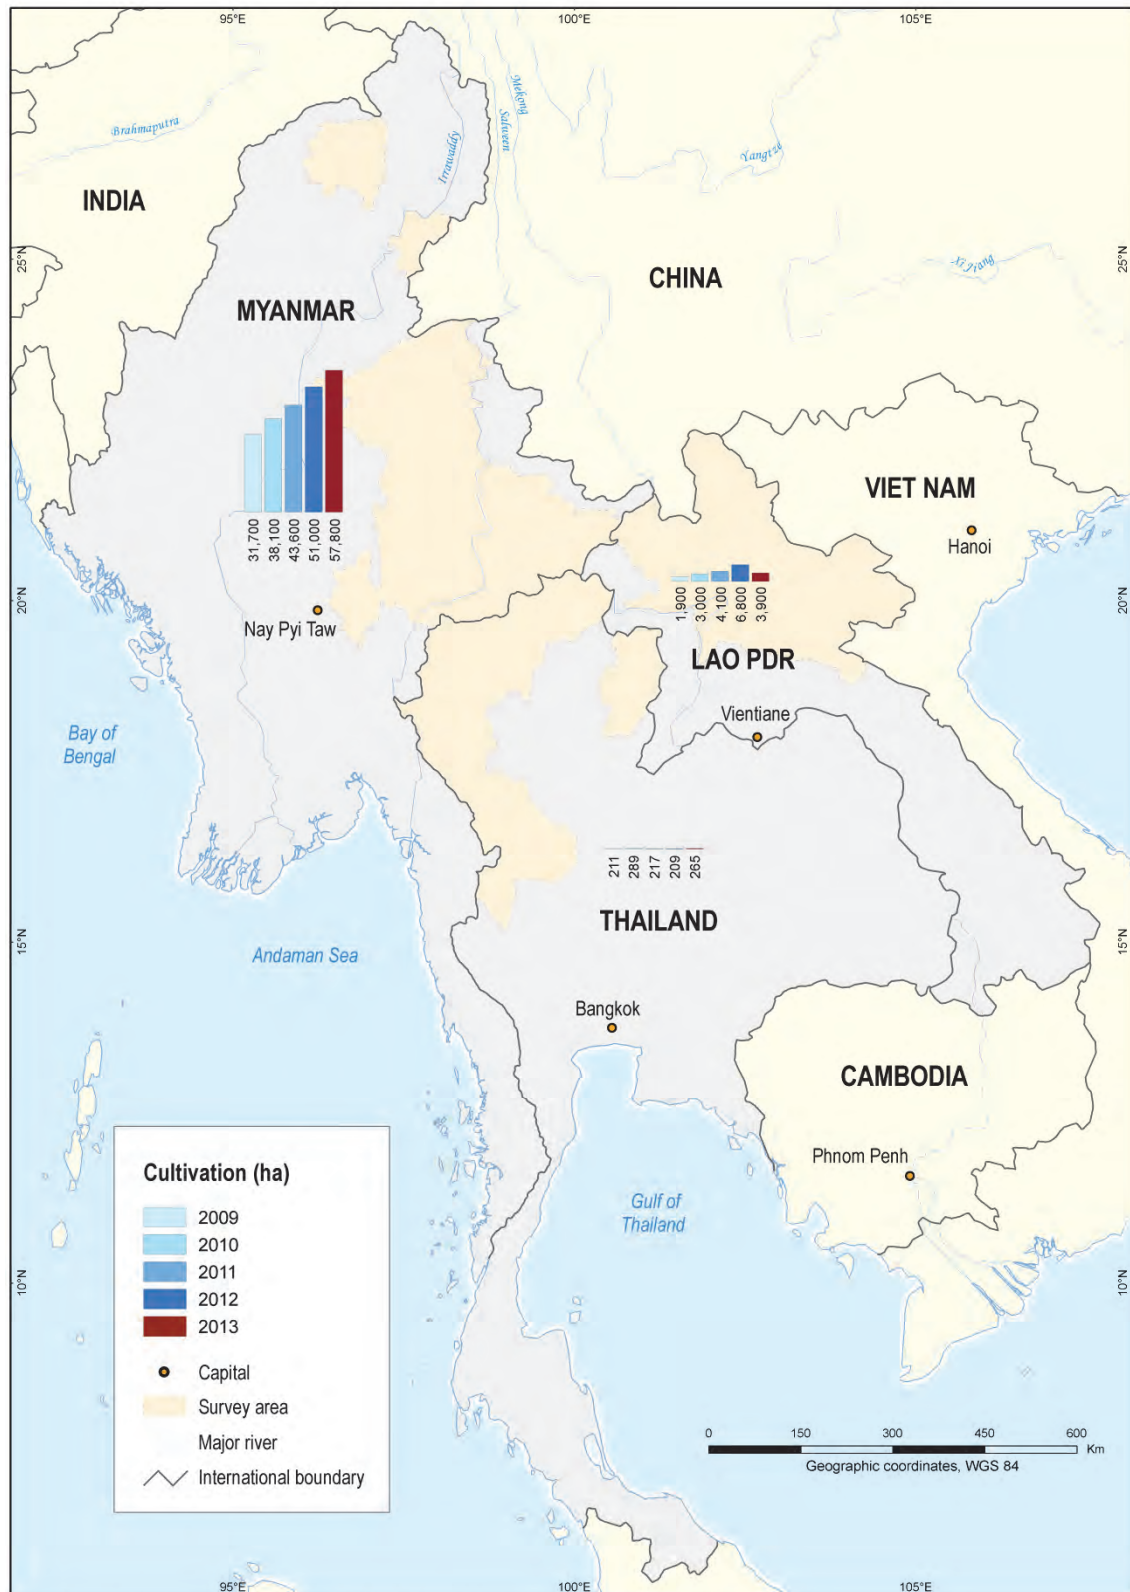 95°E
100°E
105°E
Brahmaputra
Irrawaddy
Mekong
Salween
Yangtze
INDIA
25°N
Xi Jiang
25°N
CHINA
MYANMAR
VIET NAM
Hanoi
31,700
38,100
43,600
51,000
57,800
1,900
3,000
4,100
6,800
3,900
20°N
20°N
Nay Pyi Taw
LAO PDR
Vientiane
Bay of
Bengal
211
289
217
209
265
THAILAND
15°N
15°N
Andaman Sea
Bangkok
CAMBODIA
Phnom Penh
Gulf of
Thailand
Cultivation (ha)
2009
2010
2011
2012
2013
Capital
Survey area
Major river
International boundary
10°N
10°N
0 150 300 450 600
Km
Geographic coordinates, WGS 84
95°E
100°E
105°E